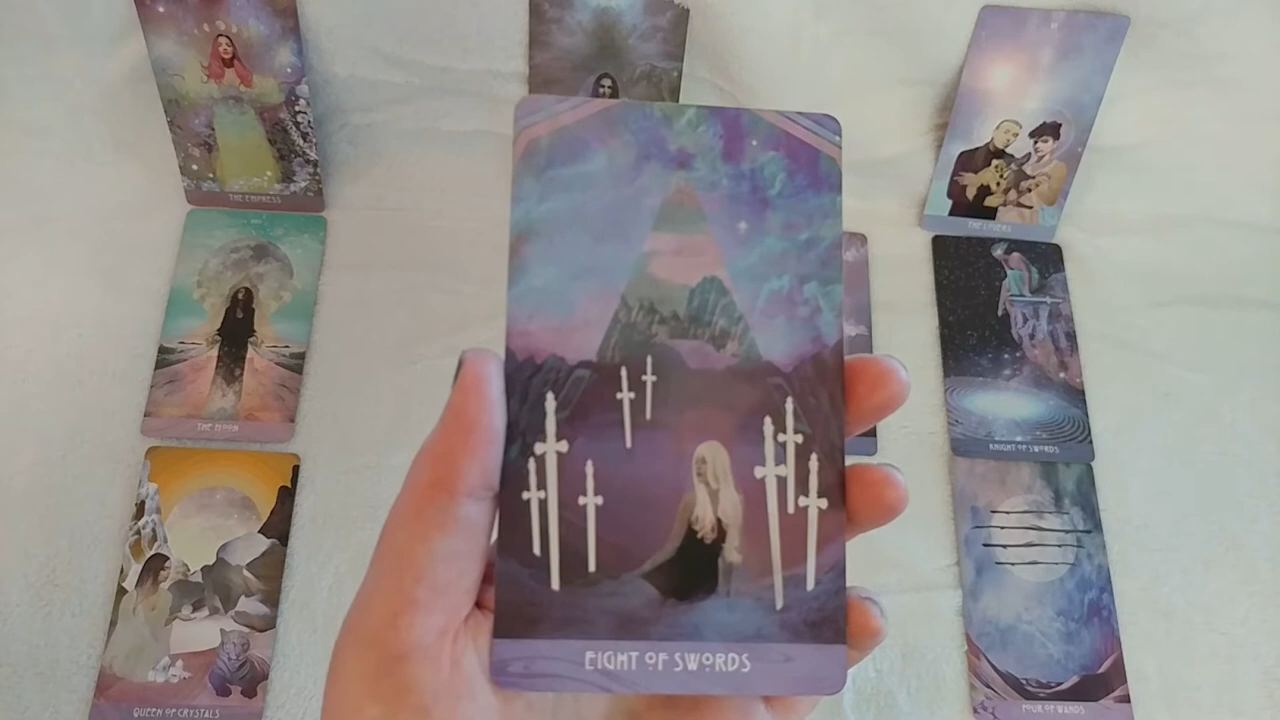 THE EMPRESS
THE LOVERS
THE MOON
KNIGHT OF SWORDS
EIGHT OF SWORDS
QUEEN OF CRYSTALS
FOUR OF WANDS